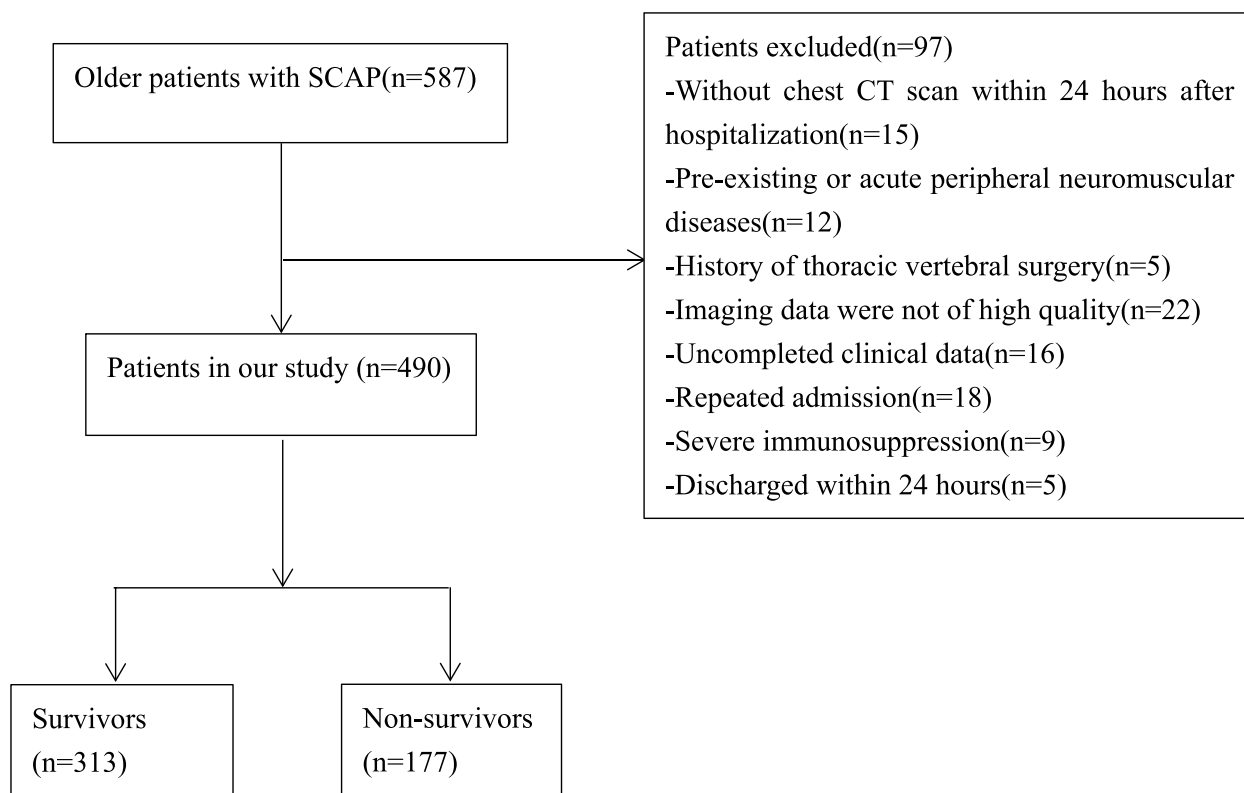 Older patients with SCAP(n=587)
Patients excluded(n=97)
-Without chest CT scan within 24 hours after
hospitalization(n=15)
-Pre-existing or acute peripheral neuromuscular
diseases(n=12)
-History of thoracic vertebral surgery(n=5)
-Imaging data were not of high quality(n=22)
-Uncompleted clinical data(n=16)
-Repeated admission(n=18)
-Severe immunosuppression(n=9)
-Discharged within 24 hours(n=5)
Patients in our study (n=490)
Survivors
(n=313)
Non-survivors
(n=177)